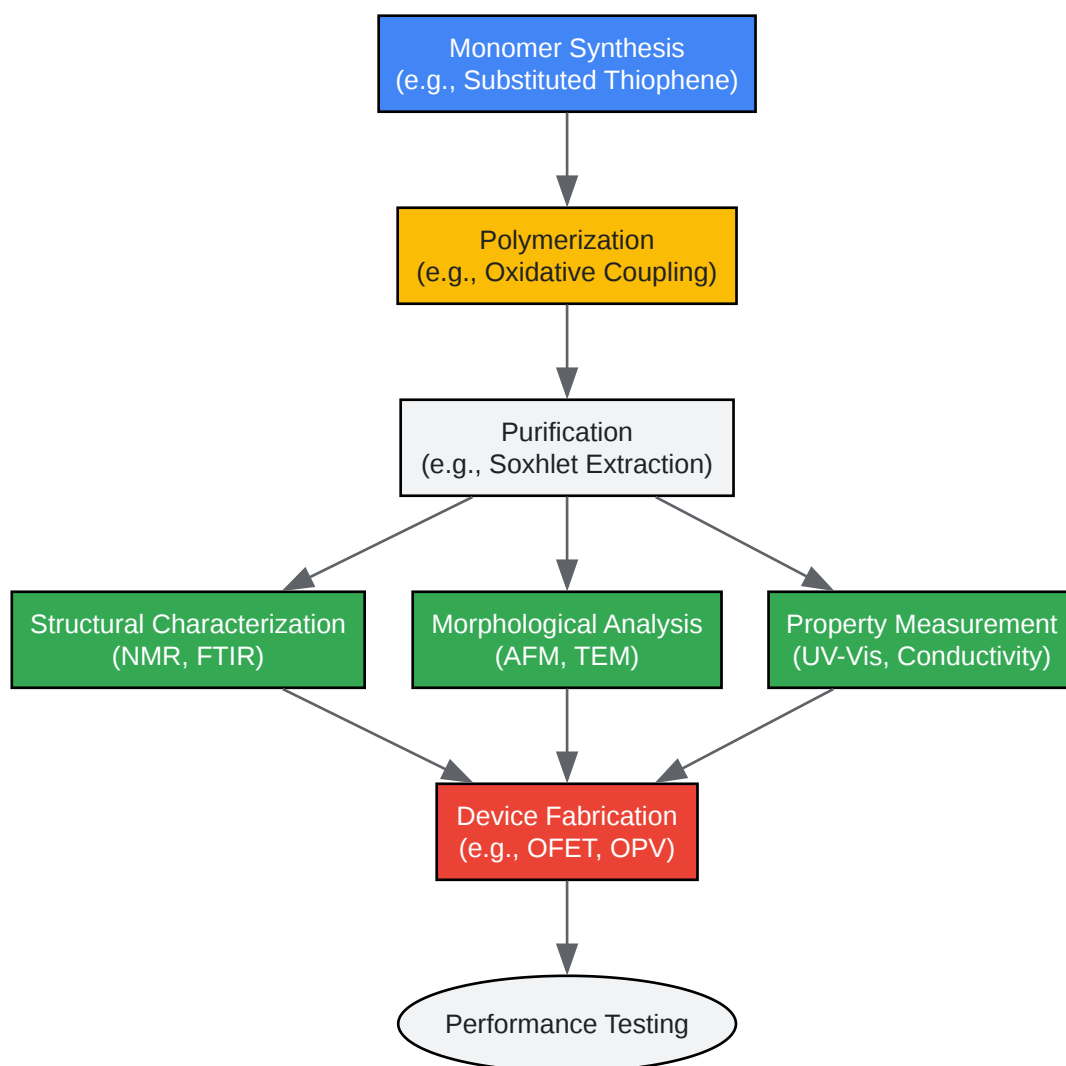 Monomer Synthesis
(e.g., Substituted Thiophene)
Polymerization
(e.g., Oxidative Coupling)
Purification
(e.g., Soxhlet Extraction)
Structural Characterization
(NMR, FTIR)
Morphological Analysis
(AFM, TEM)
Property Measurement
(UV-Vis, Conductivity)
Device Fabrication
(e.g., OFET, OPV)
Performance Testing